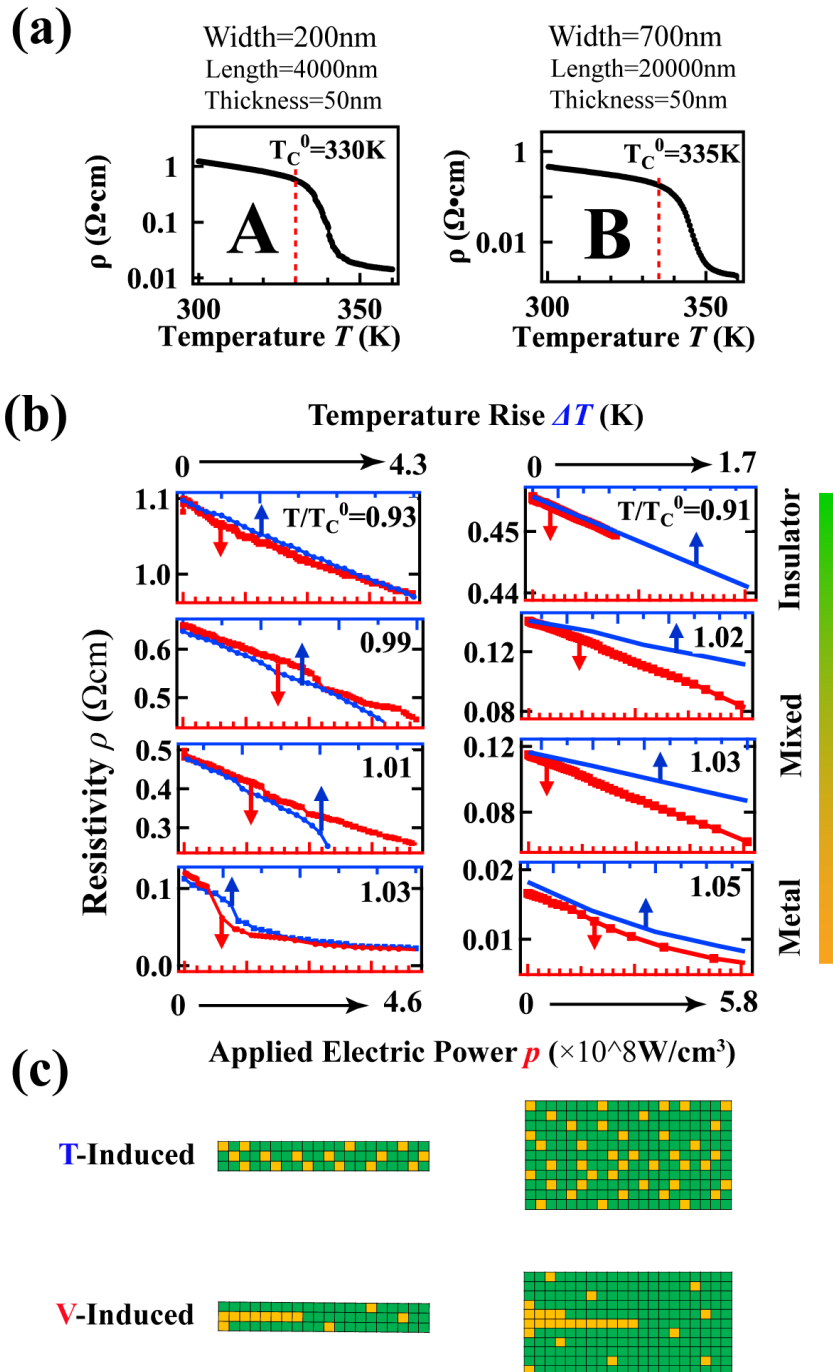 (a)
Width=200nm
Length=4000nm
Thickness=50nm
Width=700nm
Length=20000nm
Thickness=50nm
ρ (Ω•cm)
1
0.1
0.01
T_C^0=330K
A
300
350
Temperature T (K)
ρ (Ω•cm)
1
0.01
T_C^0=335K
B
300
350
Temperature T (K)
(b)
Temperature Rise ΔT (K)
0
4.3
0
1.7
Resistivity ρ (Ωcm)
1.1
1.0
T/T_C^0=0.93
0.45
0.44
T/T_C^0=0.91
0.6
0.5
0.99
0.12
0.08
1.02
0.5
0.4
0.3
1.01
0.12
0.08
1.03
0.1
0.0
1.03
0.02
0.01
1.05
0
4.6
0
5.8
Insulator
Mixed
Metal
Applied Electric Power p (×10^8W/cm³)
(c)
T-Induced
V-Induced